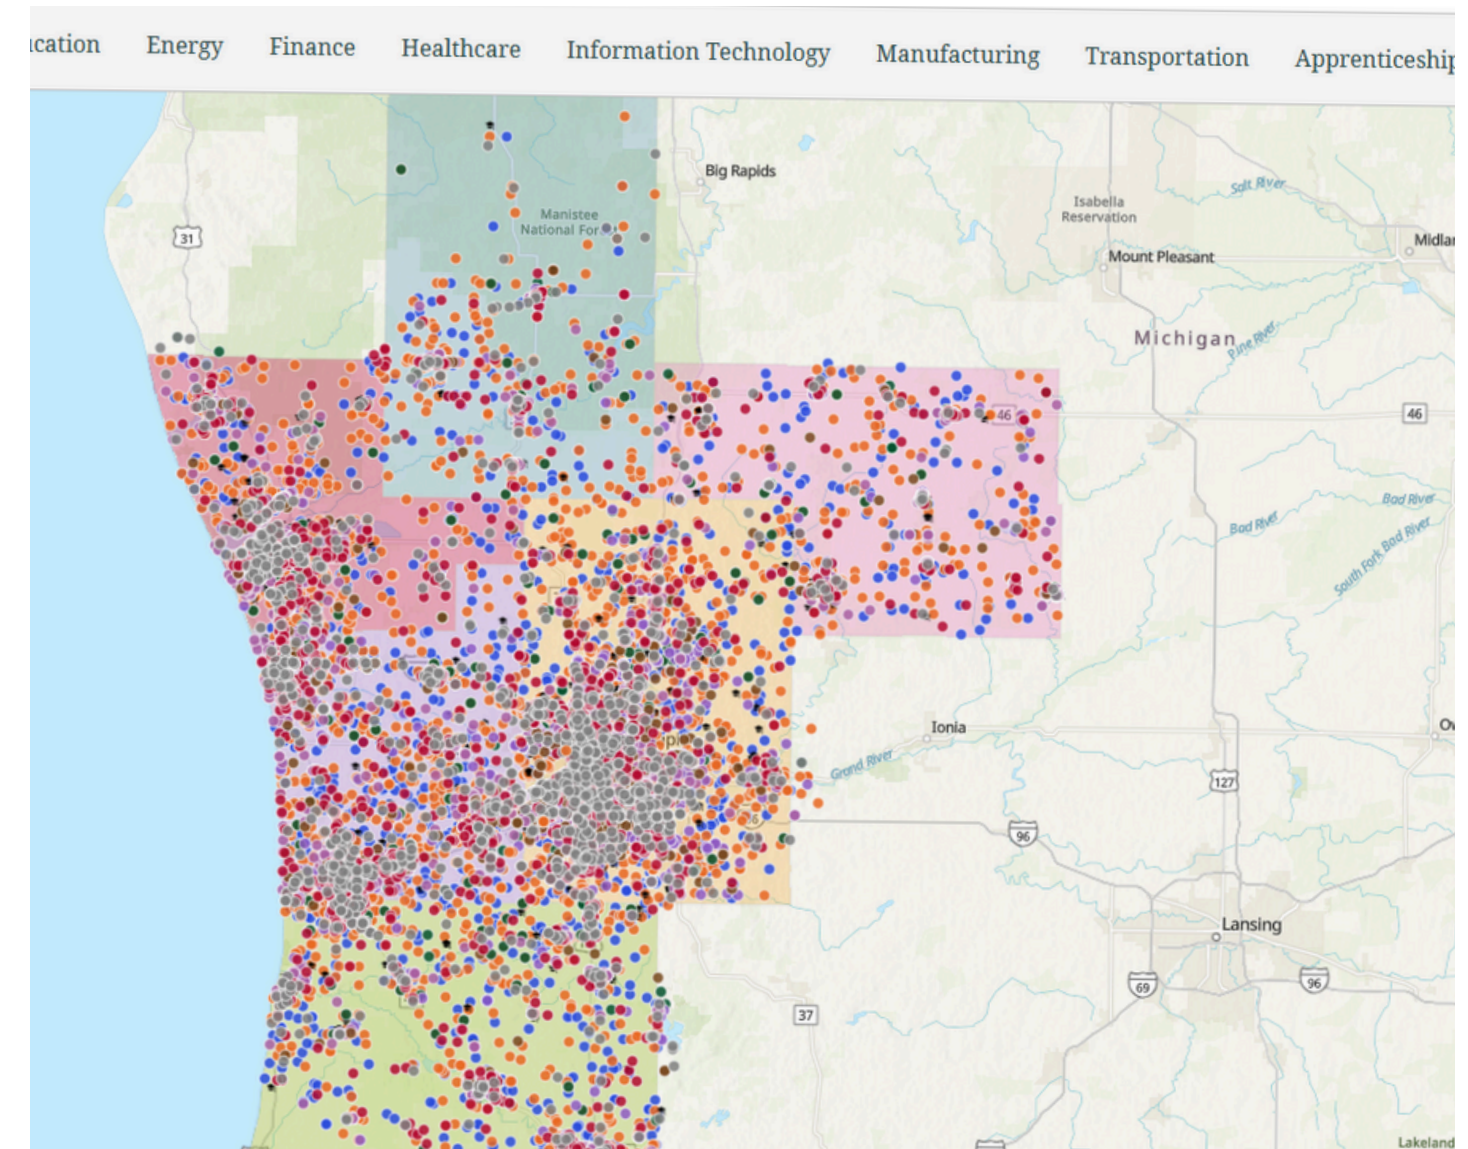 ucation Energy Finance Healthcare Information Technology Manufacturing Transportation Apprenticeship
Big Rapids
Salt River
Isabella
Reservation
Manistee
National For
31
Midla
Mount Pleasant
Michigan
Pine River
46
46
Bad River
Bad River
South Fork Bad River
Ionia
Grand River
127
96
Lansing
69
96
37
Lakeland